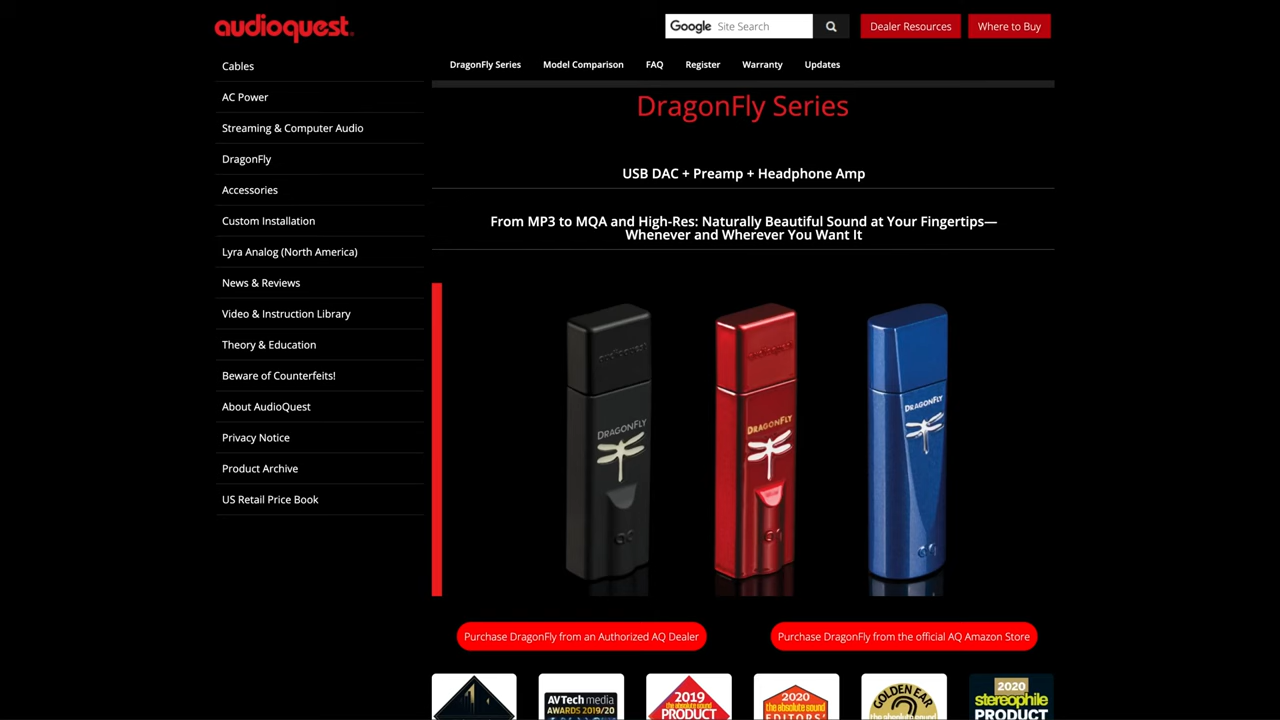 audioquest
Google Site Search
Dealer Resources
Where to Buy
Cables
AC Power
Streaming & Computer Audio
DragonFly
Accessories
Custom Installation
Lyra Analog (North America)
News & Reviews
Video & Instruction Library
Theory & Education
Beware of Counterfeits!
About AudioQuest
Privacy Notice
Product Archive
US Retail Price Book
DragonFly Series
Model Comparison
FAQ
Register
Warranty
Updates
DragonFly Series
USB DAC + Preamp + Headphone Amp
From MP3 to MQA and High-Res: Naturally Beautiful Sound at Your Fingertips—
Whenever and Wherever You Want It
audioquest
DRAGONFLY
audioquest
DRAGONFLY
DRAGONFLY
Purchase DragonFly from an Authorized AQ Dealer
Purchase DragonFly from the official AQ Amazon Store
AVTech media
AWARDS 2019/20
2019
the absolute sound
PRODUCT
2020
the absolute sound
EDITORS'
GOLDEN EAR
2020
stereophile
PRODUCT